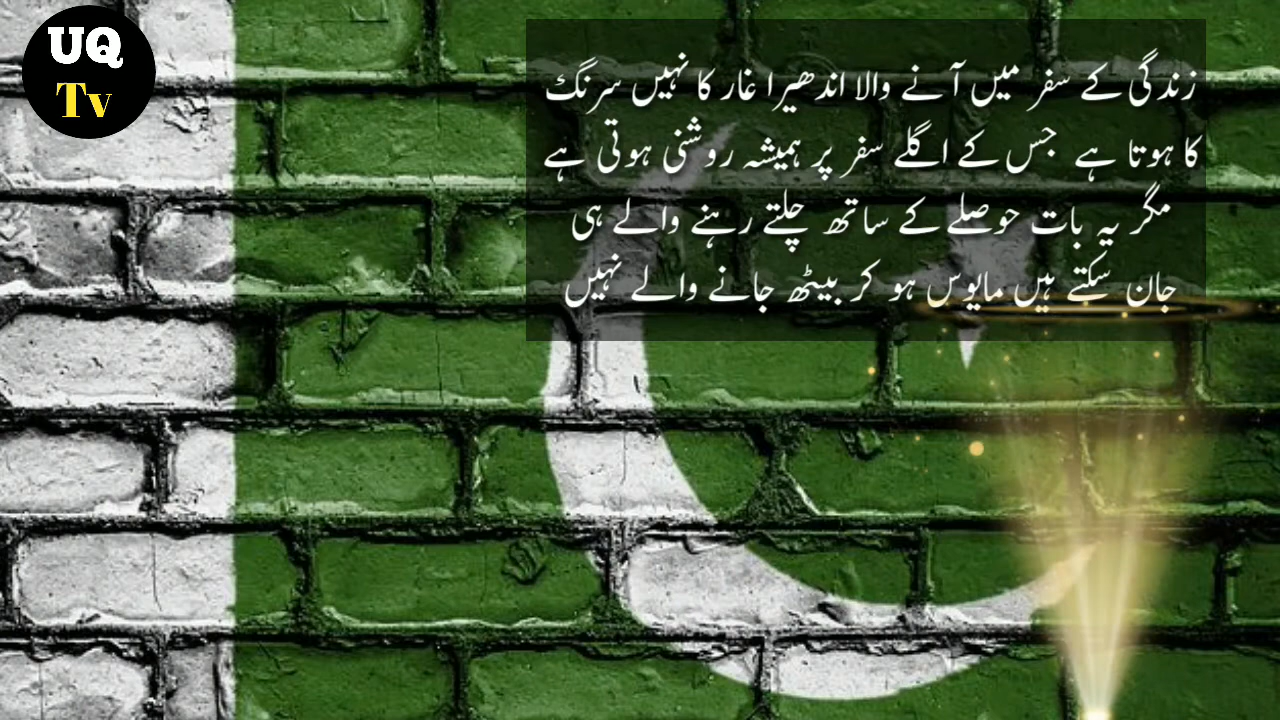 UQ
Tv
زندگی کے سفر میں آنے والا اندھیرا غار کا نہیں سرنگ
کا ہوتا ہے جس کے اگلے سفر پر ہمیشہ روشنی ہوتی ہے
مگر یہ بات حوصلے کے ساتھ چلتے رہنے والے ہی
جان سکتے ہیں مایوس ہو کر بیٹھ جانے والے نہیں